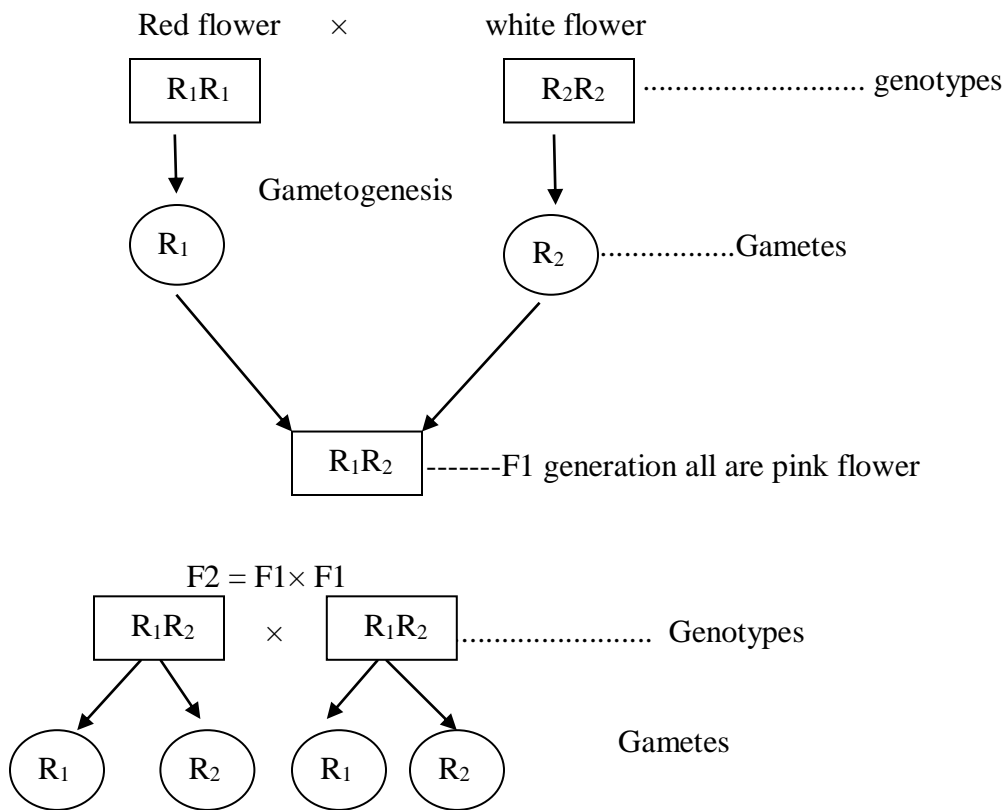 Red flower × white flower
R₁R₁ R₂R₂ ........................... genotypes
Gametogenesis
R₁ R₂ .................Gametes
R₁R₂ -------F1 generation all are pink flower
F2 = F1× F1
R₁R₂ × R₁R₂ ........................ Genotypes
Gametes
R₁ R₂ R₁ R₂